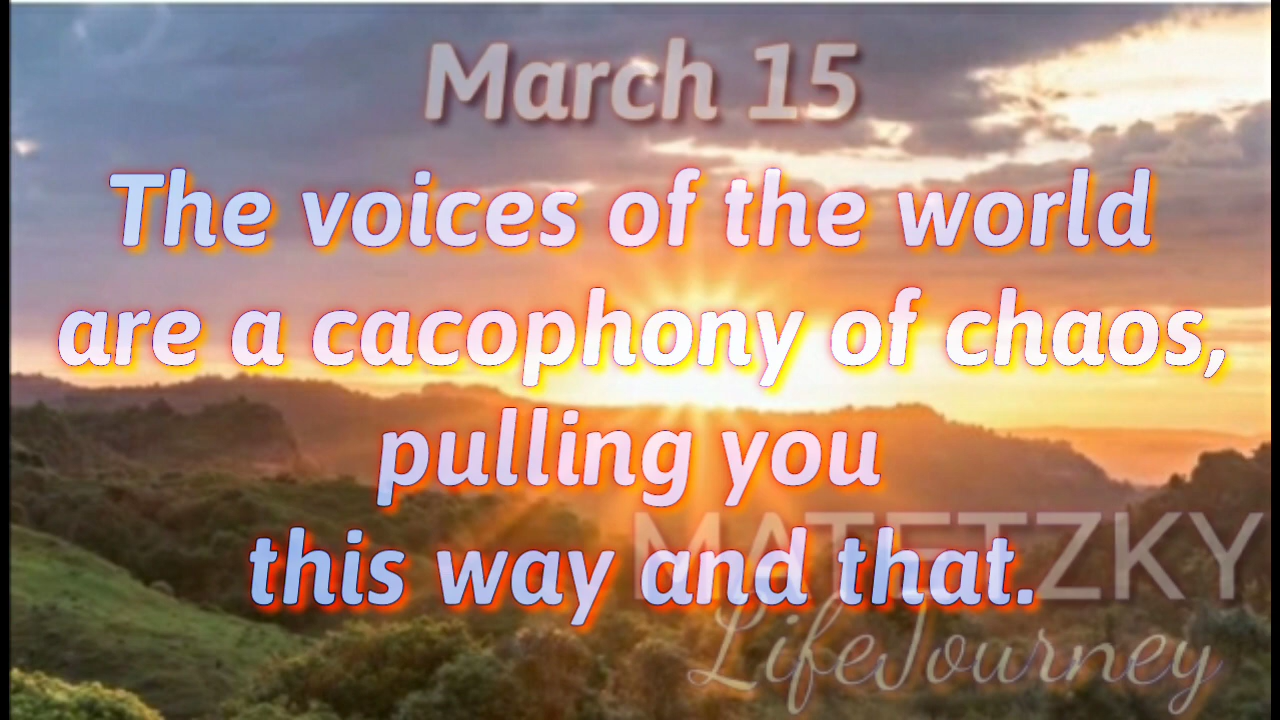 March 15
The voices of the world
are a cacophony of chaos,
pulling you
this way and that.
MATETZKY
LifeJourney